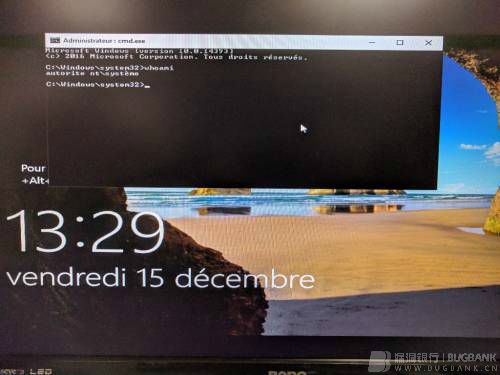 Administrateur : cmd.exe
Microsoft Windows [version 10.0.14393]
(c) 2016 Microsoft Corporation. Tous droits réservés.
C:\Windows\system32>whoami
autorite nt\système
C:\Windows\system32>
Pour
+Alt+
13:29
vendredi 15 décembre
LED
BenQ
深洞银行 | BUGBANK
WWW.BUGBANK.CN